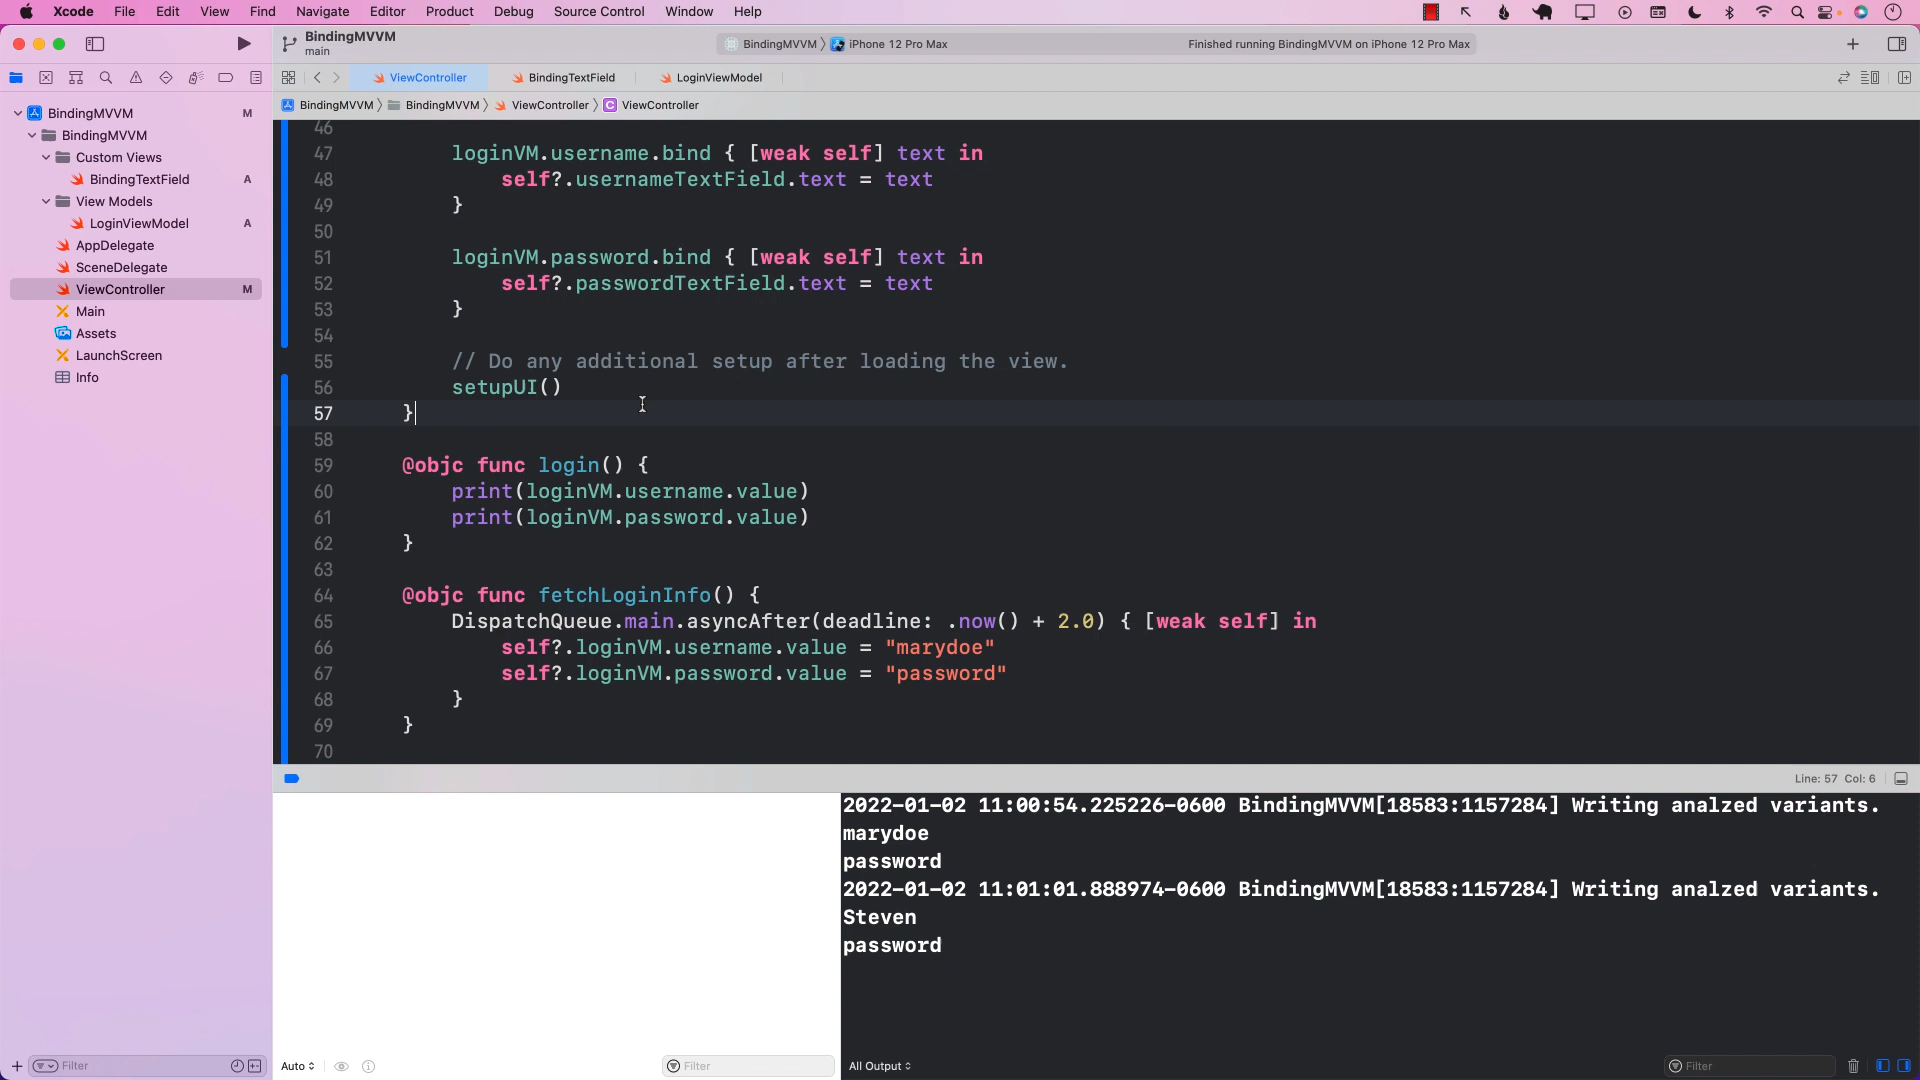 Xcode File Edit View Find Navigate Editor Product Debug Source Control Window Help
BindingMVVM
main
BindingMVVM iPhone 12 Pro Max
Finished running BindingMVVM on iPhone 12 Pro Max
ViewController BindingTextField LoginViewModel
BindingMVVM BindingMVVM ViewController C ViewController
BindingMVVM M
BindingMVVM
Custom Views
BindingTextField A
View Models
LoginViewModel A
AppDelegate
SceneDelegate
ViewController M
Main
Assets
LaunchScreen
Info
Filter
46
47 loginVM.username.bind { [weak self] text in
48 self?.usernameTextField.text = text
49 }
50
51 loginVM.password.bind { [weak self] text in
52 self?.passwordTextField.text = text
53 }
54
55 // Do any additional setup after loading the view.
56 setupUI()
57 }
58
59 @objc func login() {
60 print(loginVM.username.value)
61 print(loginVM.password.value)
62 }
63
64 @objc func fetchLoginInfo() {
65 DispatchQueue.main.asyncAfter(deadline: .now() + 2.0) { [weak self] in
66 self?.loginVM.username.value = "marydoe"
67 self?.loginVM.password.value = "password"
68 }
69 }
70
Line: 57 Col: 6
2022-01-02 11:00:54.225226-0600 BindingMVVM[18583:1157284] Writing analzed variants.
marydoe
password
2022-01-02 11:01:01.888974-0600 BindingMVVM[18583:1157284] Writing analzed variants.
Steven
password
Auto
Filter
All Output
Filter